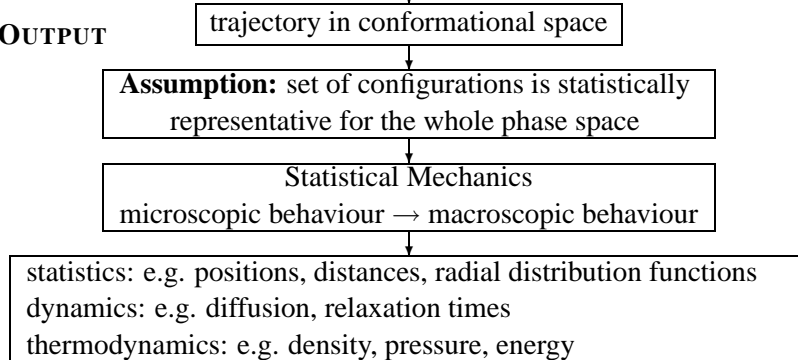 trajectory in conformational space
OUTPUT
Assumption: set of configurations is statistically
representative for the whole phase space
Statistical Mechanics
microscopic behaviour → macroscopic behaviour
statistics: e.g. positions, distances, radial distribution functions
dynamics: e.g. diffusion, relaxation times
thermodynamics: e.g. density, pressure, energy